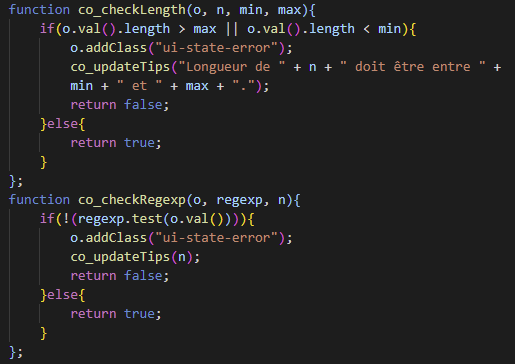 function co_checkLength(o, n, min, max){
if(o.val().length > max || o.val().length < min){
o.addClass("ui-state-error");
co_updateTips("Longueur de " + n + " doit être entre " +
min + " et " + max + ".");
return false;
}else{
return true;
}
};
function co_checkRegexp(o, regexp, n){
if(!(regexp.test(o.val()))){
o.addClass("ui-state-error");
co_updateTips(n);
return false;
}else{
return true;
}
};